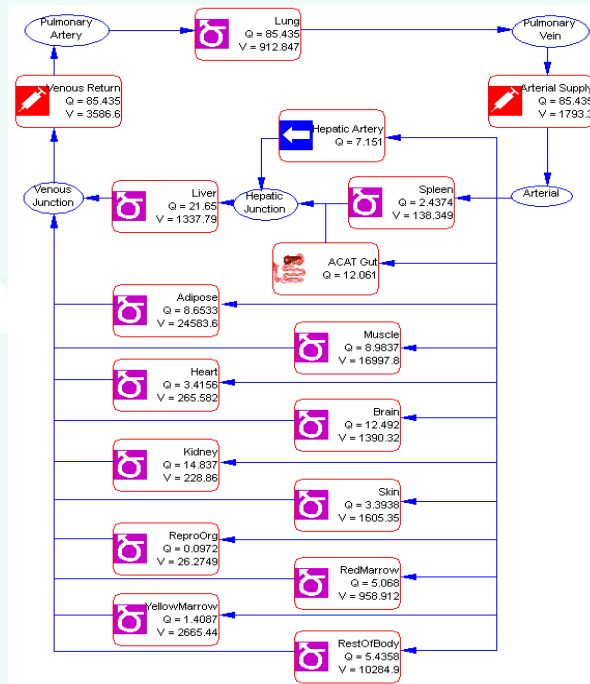 Pulmonary
Artery
Lung
Q = 85.435
V = 912.847
Pulmonary
Vein
Venous Return
Q = 85.435
V = 3586.6
Arterial Supply
Q = 85.435
V = 1793.3
Hepatic Artery
Q = 7.151
Venous
Junction
Liver
Q = 21.65
V = 1337.79
Hepatic
Junction
Spleen
Q = 2.4374
V = 138.349
Arterial
ACAT Gut
Q = 12.061
Adipose
Q = 8.6533
V = 24583.6
Muscle
Q = 8.9837
V = 16997.8
Heart
Q = 3.4156
V = 265.582
Brain
Q = 12.492
V = 1390.32
Kidney
Q = 14.837
V = 228.86
Skin
Q = 3.3938
V = 1605.35
ReproOrg
Q = 0.0972
V = 26.2749
RedMarrow
Q = 5.068
V = 958.912
YellowMarrow
Q = 1.4087
V = 2665.44
RestOfBody
Q = 5.4358
V = 10284.9